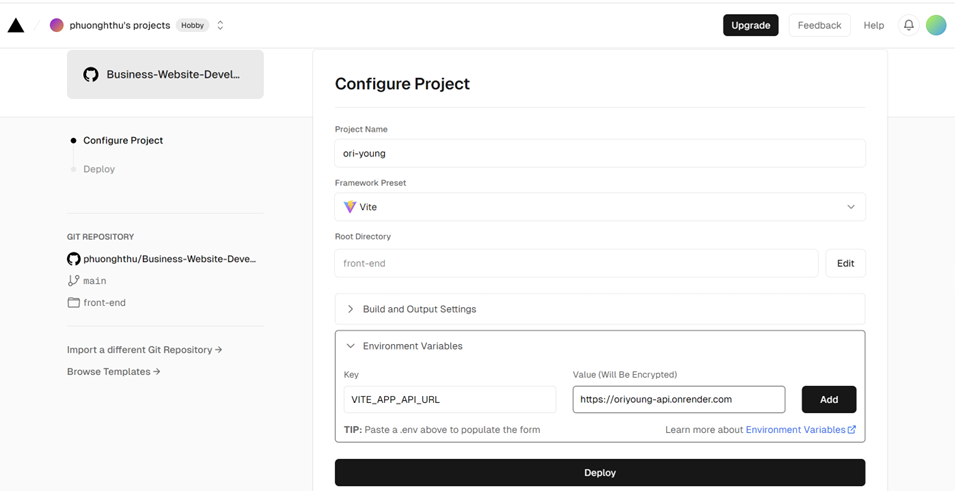 phuonghthu's projects Hobby
Upgrade Feedback Help
Business-Website-Devel...
Configure Project
Deploy
GIT REPOSITORY
phuonghthu/Business-Website-Deve...
main
front-end
Import a different Git Repository →
Browse Templates →
Configure Project
Project Name
ori-young
Framework Preset
Vite
Root Directory
front-end Edit
Build and Output Settings
Environment Variables
Key Value (Will Be Encrypted)
VITE_APP_API_URL https://oriyoung-api.onrender.com Add
TIP: Paste a .env above to populate the form Learn more about Environment Variables
Deploy